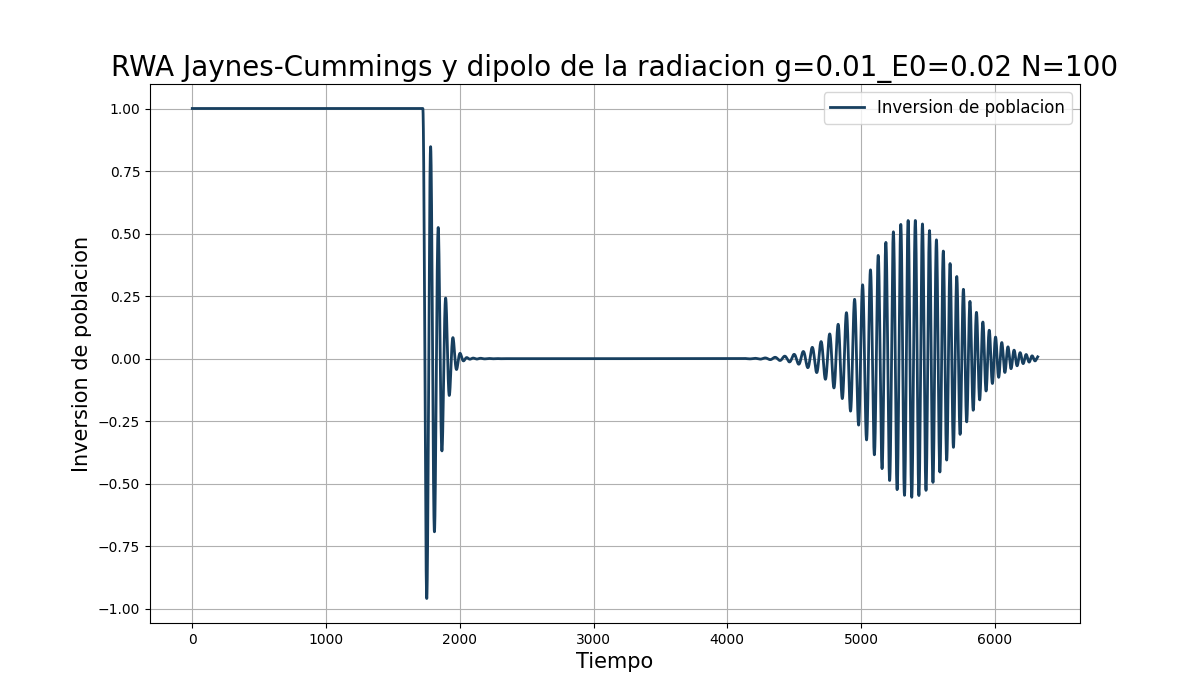 RWA Jaynes-Cummings y dipolo de la radiacion g=0.01_E0=0.02 N=100
Inversion de poblacion
1.00
0.75
0.50
0.25
0.00
−0.25
−0.50
−0.75
−1.00
Inversion de poblacion
0 1000 2000 3000 4000 5000 6000
Tiempo